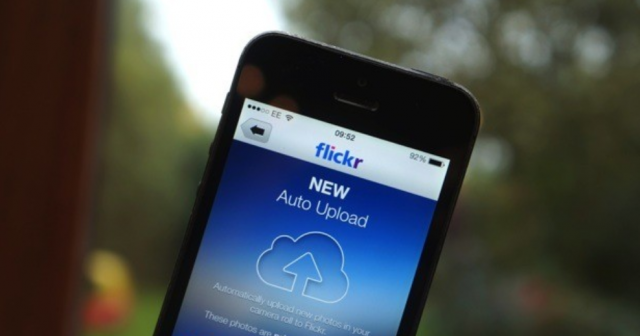 EE 09:52 92%
flickr
NEW
Auto Upload
Automatically upload new photos in your
camera roll to Flickr.
These photos are